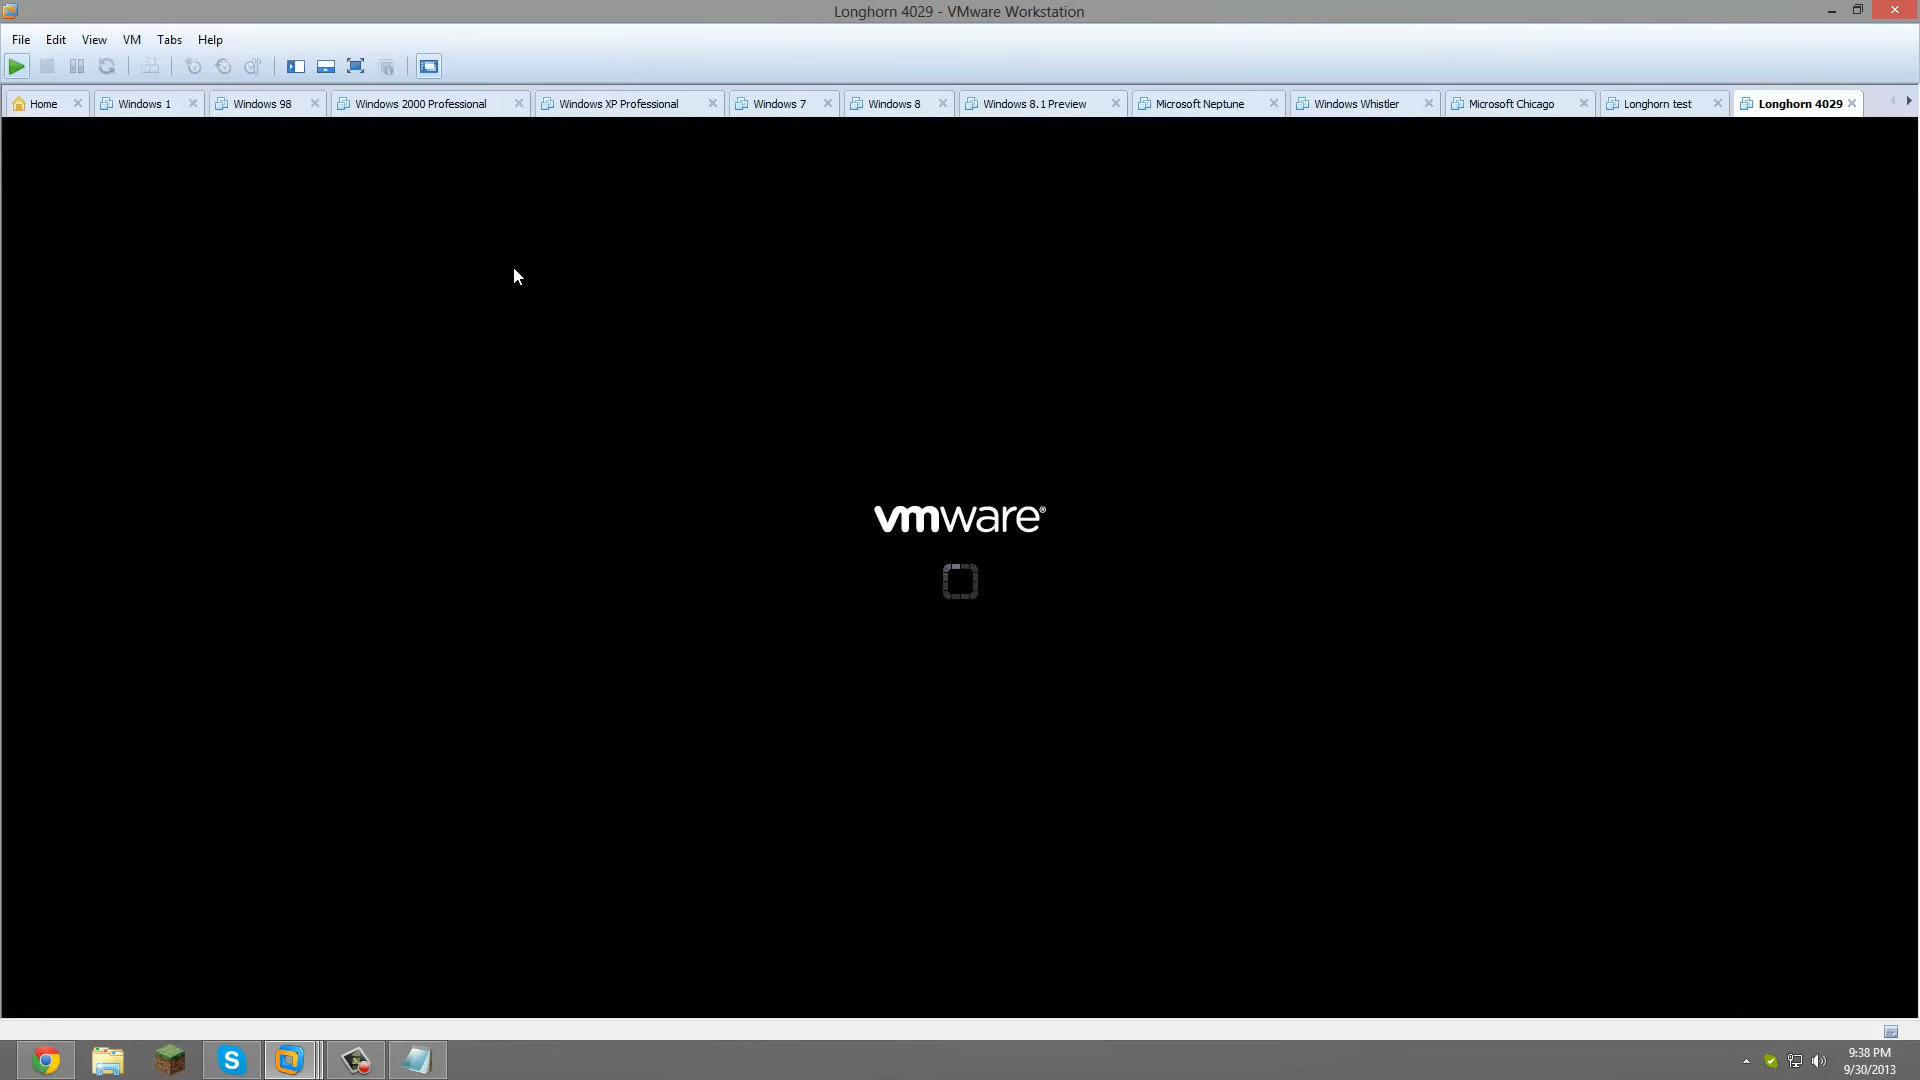 Longhorn 4029 - VMware Workstation
File Edit View VM Tabs Help
Home Windows 1 Windows 98 Windows 2000 Professional Windows XP Professional Windows 7 Windows 8 Windows 8.1 Preview Microsoft Neptune Windows Whistler Microsoft Chicago Longhorn test Longhorn 4029
vmware®
S
9:38 PM
9/30/2013